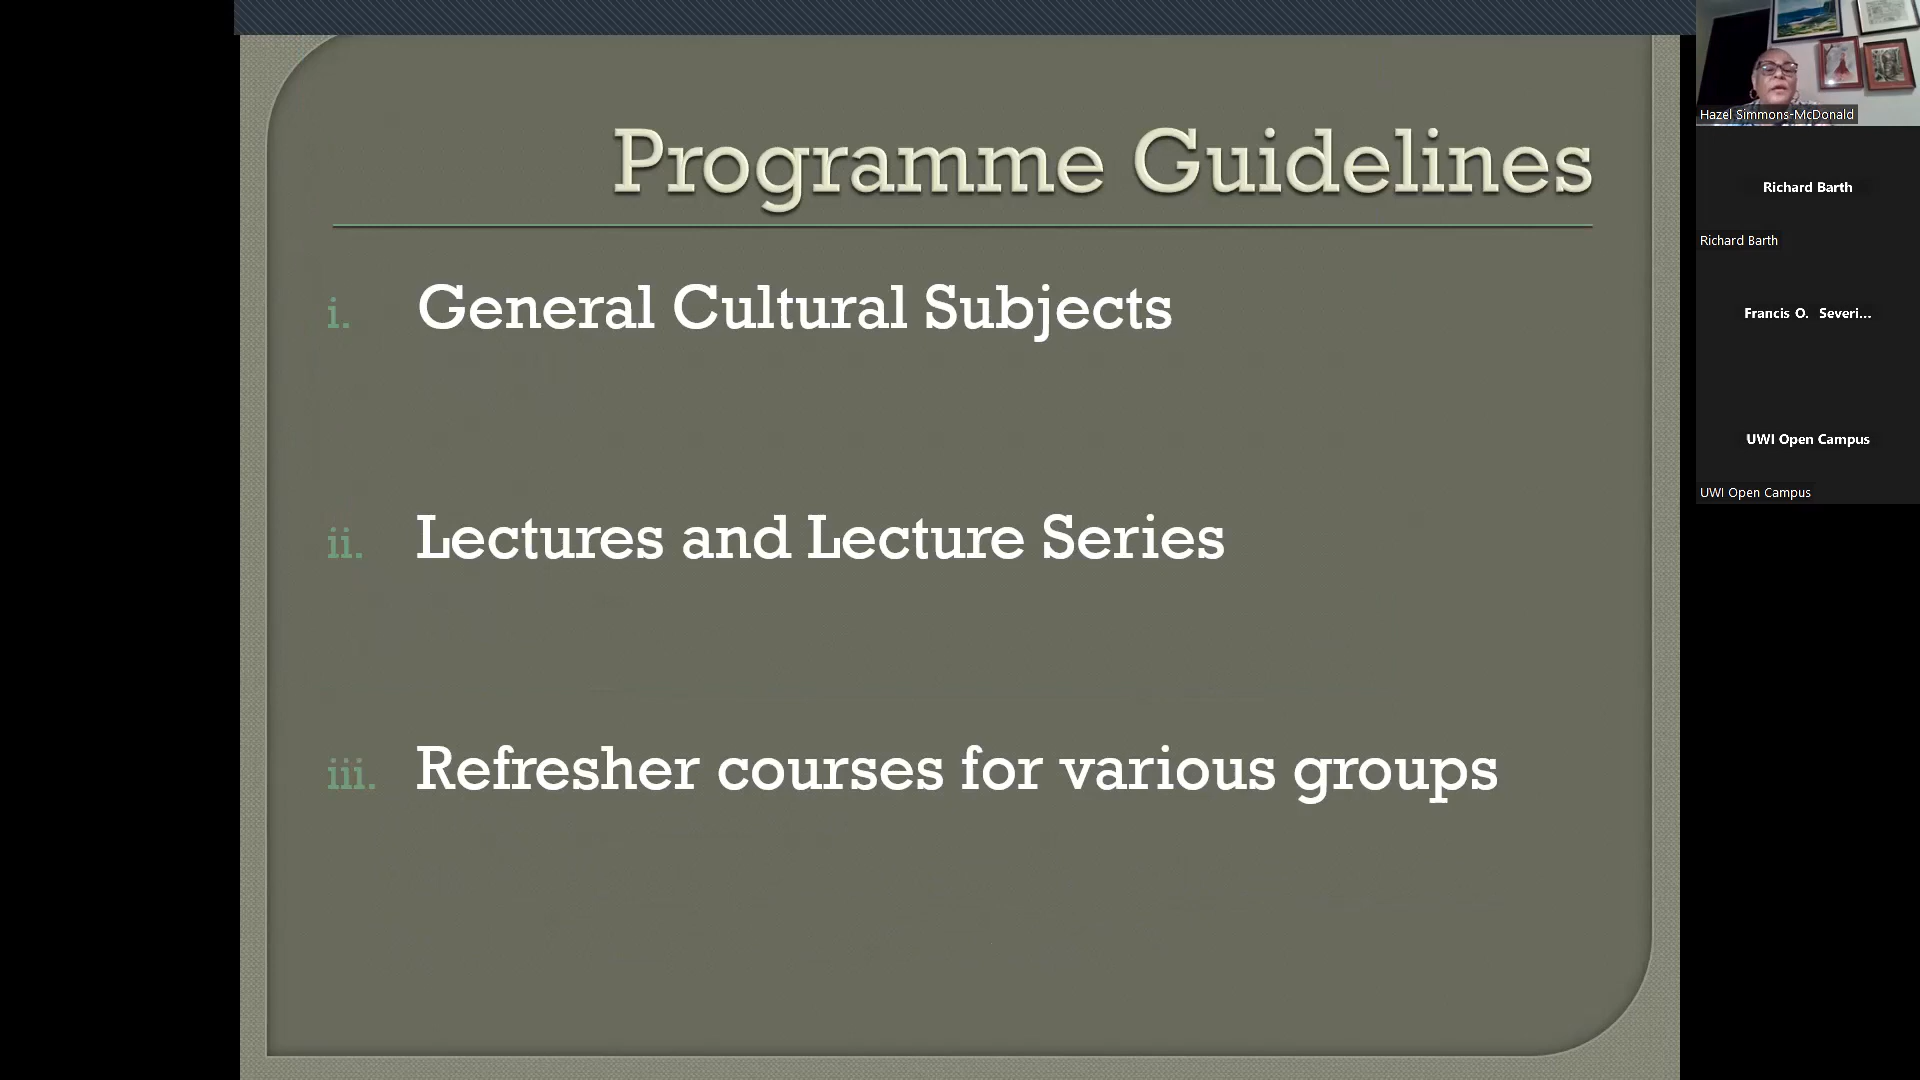 Programme Guidelines
i. General Cultural Subjects
ii. Lectures and Lecture Series
iii. Refresher courses for various groups
Hazel Simmons-McDonald
Richard Barth
Richard Barth
Francis O. Severi...
UWI Open Campus
UWI Open Campus